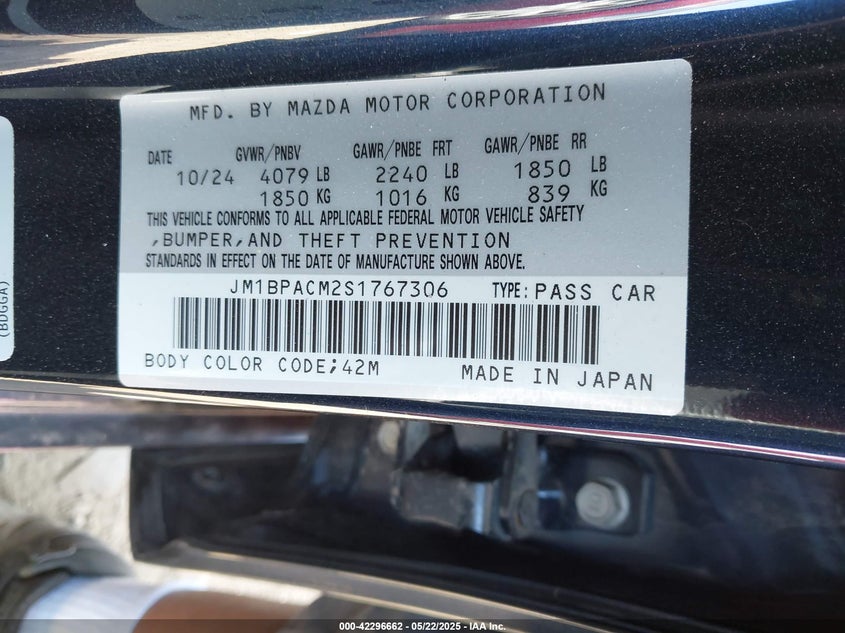 MFD. BY MAZDA MOTOR CORPORATION
DATE GVWR/PNBV GAWR/PNBE FRT GAWR/PNBE RR
10/24 4079 LB 2240 LB 1850 LB
1850 KG 1016 KG 839 KG
THIS VEHICLE CONFORMS TO ALL APPLICABLE FEDERAL MOTOR VEHICLE SAFETY
,BUMPER,AND THEFT PREVENTION
STANDARDS IN EFFECT ON THE DATE OF MANUFACTURE SHOWN ABOVE.
JM1BPACM2S1767306 TYPE: PASS CAR
BODY COLOR CODE;42M MADE IN JAPAN
(BDGGA)
000-42296662 - 05/22/2025 - IAA Inc.